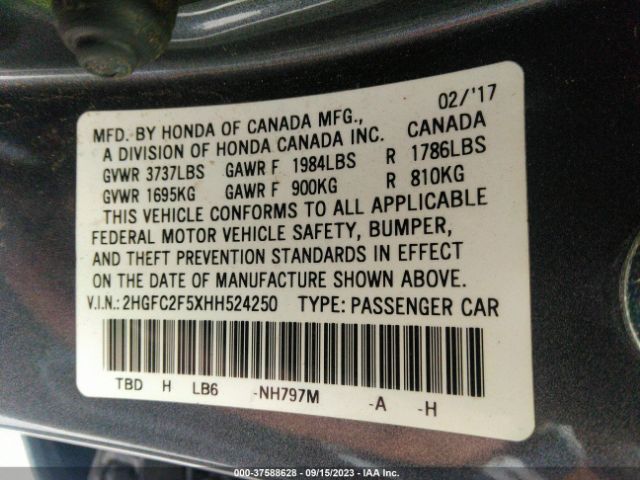 02/'17
MFD. BY HONDA OF CANADA MFG.,
A DIVISION OF HONDA CANADA INC. CANADA
GVWR 3737LBS GAWR F 1984LBS R 1786LBS
GVWR 1695KG GAWR F 900KG R 810KG
THIS VEHICLE CONFORMS TO ALL APPLICABLE
FEDERAL MOTOR VEHICLE SAFETY, BUMPER,
AND THEFT PREVENTION STANDARDS IN EFFECT
ON THE DATE OF MANUFACTURE SHOWN ABOVE.
V.I.N.: 2HGFC2F5XHH524250 TYPE: PASSENGER CAR
TBD H LB6 -NH797M -A -H
000-37588628 - 09/15/2023 - IAA Inc.